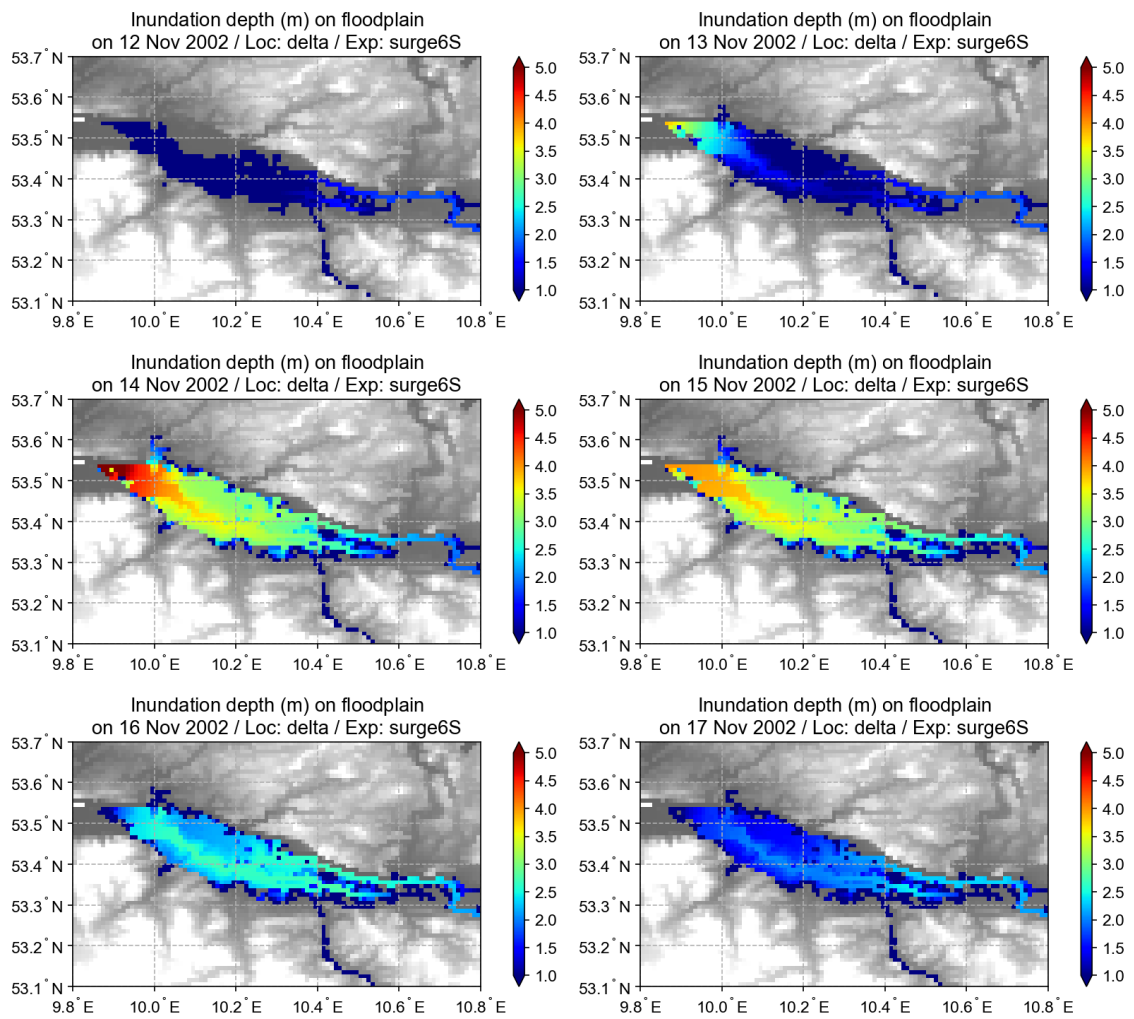 Inundation depth (m) on floodplain
on 12 Nov 2002 / Loc: delta / Exp: surge6S
53.7°N
53.6°N
53.5°N
53.4°N
53.3°N
53.2°N
53.1°N
9.8°E 10.0°E 10.2°E 10.4°E 10.6°E 10.8°E
5.0
4.5
4.0
3.5
3.0
2.5
2.0
1.5
1.0
Inundation depth (m) on floodplain
on 13 Nov 2002 / Loc: delta / Exp: surge6S
53.7°N
53.6°N
53.5°N
53.4°N
53.3°N
53.2°N
53.1°N
9.8°E 10.0°E 10.2°E 10.4°E 10.6°E 10.8°E
5.0
4.5
4.0
3.5
3.0
2.5
2.0
1.5
1.0
Inundation depth (m) on floodplain
on 14 Nov 2002 / Loc: delta / Exp: surge6S
53.7°N
53.6°N
53.5°N
53.4°N
53.3°N
53.2°N
53.1°N
9.8°E 10.0°E 10.2°E 10.4°E 10.6°E 10.8°E
5.0
4.5
4.0
3.5
3.0
2.5
2.0
1.5
1.0
Inundation depth (m) on floodplain
on 15 Nov 2002 / Loc: delta / Exp: surge6S
53.7°N
53.6°N
53.5°N
53.4°N
53.3°N
53.2°N
53.1°N
9.8°E 10.0°E 10.2°E 10.4°E 10.6°E 10.8°E
5.0
4.5
4.0
3.5
3.0
2.5
2.0
1.5
1.0
Inundation depth (m) on floodplain
on 16 Nov 2002 / Loc: delta / Exp: surge6S
53.7°N
53.6°N
53.5°N
53.4°N
53.3°N
53.2°N
53.1°N
9.8°E 10.0°E 10.2°E 10.4°E 10.6°E 10.8°E
5.0
4.5
4.0
3.5
3.0
2.5
2.0
1.5
1.0
Inundation depth (m) on floodplain
on 17 Nov 2002 / Loc: delta / Exp: surge6S
53.7°N
53.6°N
53.5°N
53.4°N
53.3°N
53.2°N
53.1°N
9.8°E 10.0°E 10.2°E 10.4°E 10.6°E 10.8°E
5.0
4.5
4.0
3.5
3.0
2.5
2.0
1.5
1.0